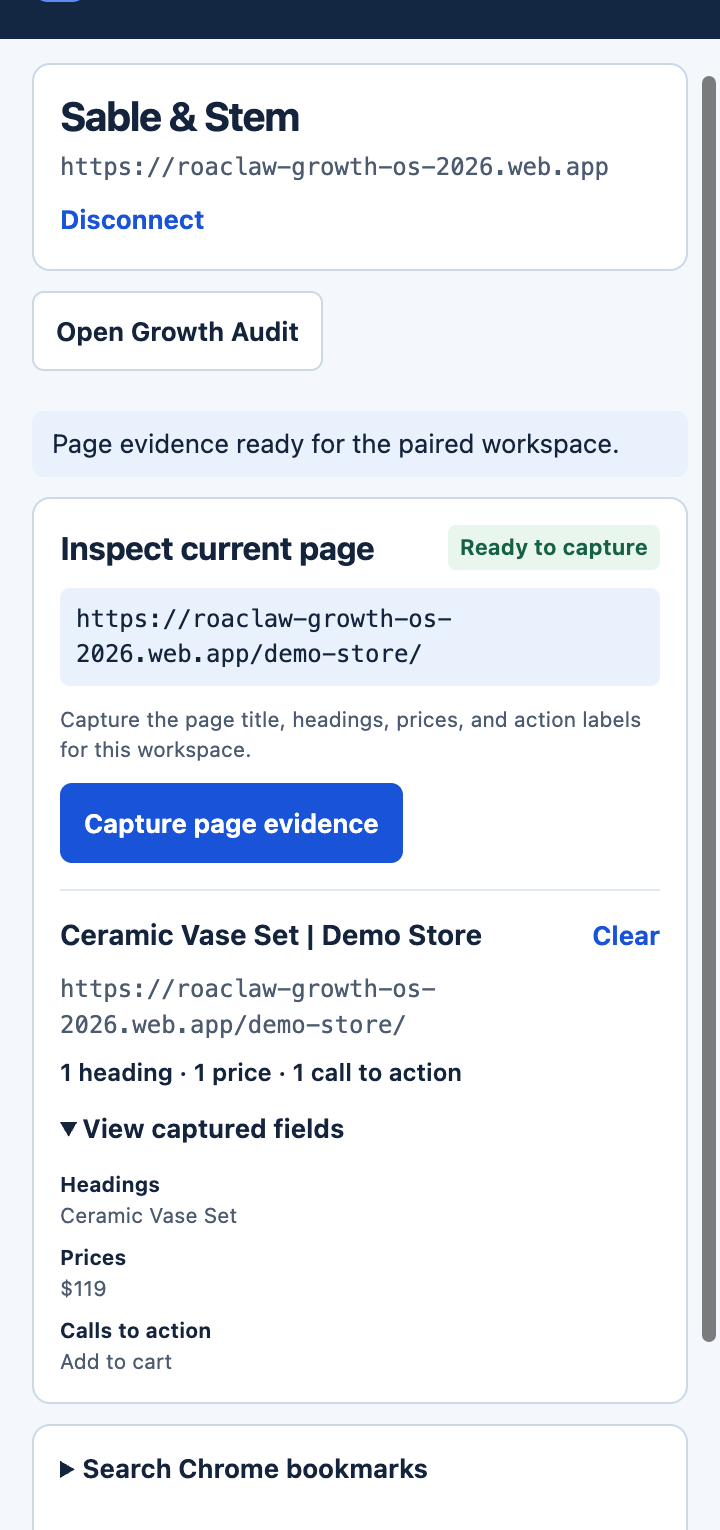 Sable & Stem
https://roaclaw-growth-os-2026.web.app
Disconnect
Open Growth Audit
Page evidence ready for the paired workspace.
Inspect current page
Ready to capture
https://roaclaw-growth-os-
2026.web.app/demo-store/
Capture the page title, headings, prices, and action labels
for this workspace.
Capture page evidence
Ceramic Vase Set | Demo Store
Clear
https://roaclaw-growth-os-
2026.web.app/demo-store/
1 heading · 1 price · 1 call to action
View captured fields
Headings
Ceramic Vase Set
Prices
$119
Calls to action
Add to cart
Search Chrome bookmarks